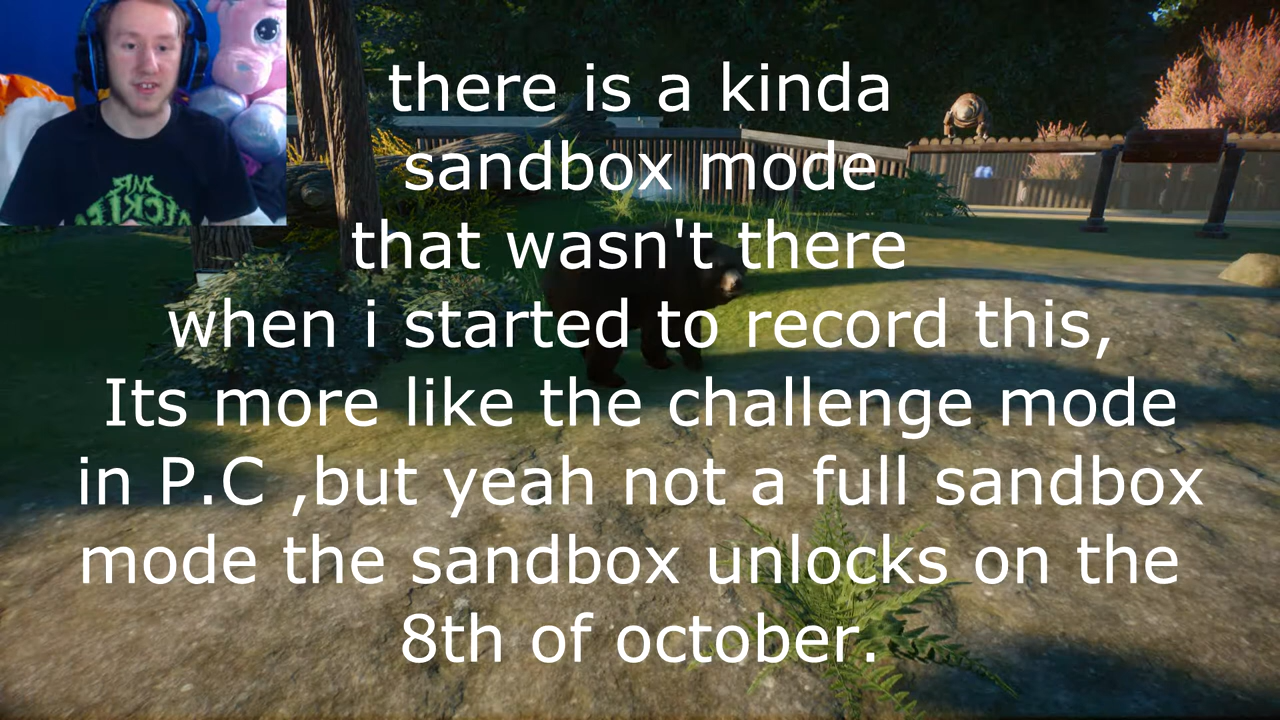 there is a kinda
sandbox mode
that wasn't there
when i started to record this,
Its more like the challenge mode
in P.C ,but yeah not a full sandbox
mode the sandbox unlocks on the
8th of october.